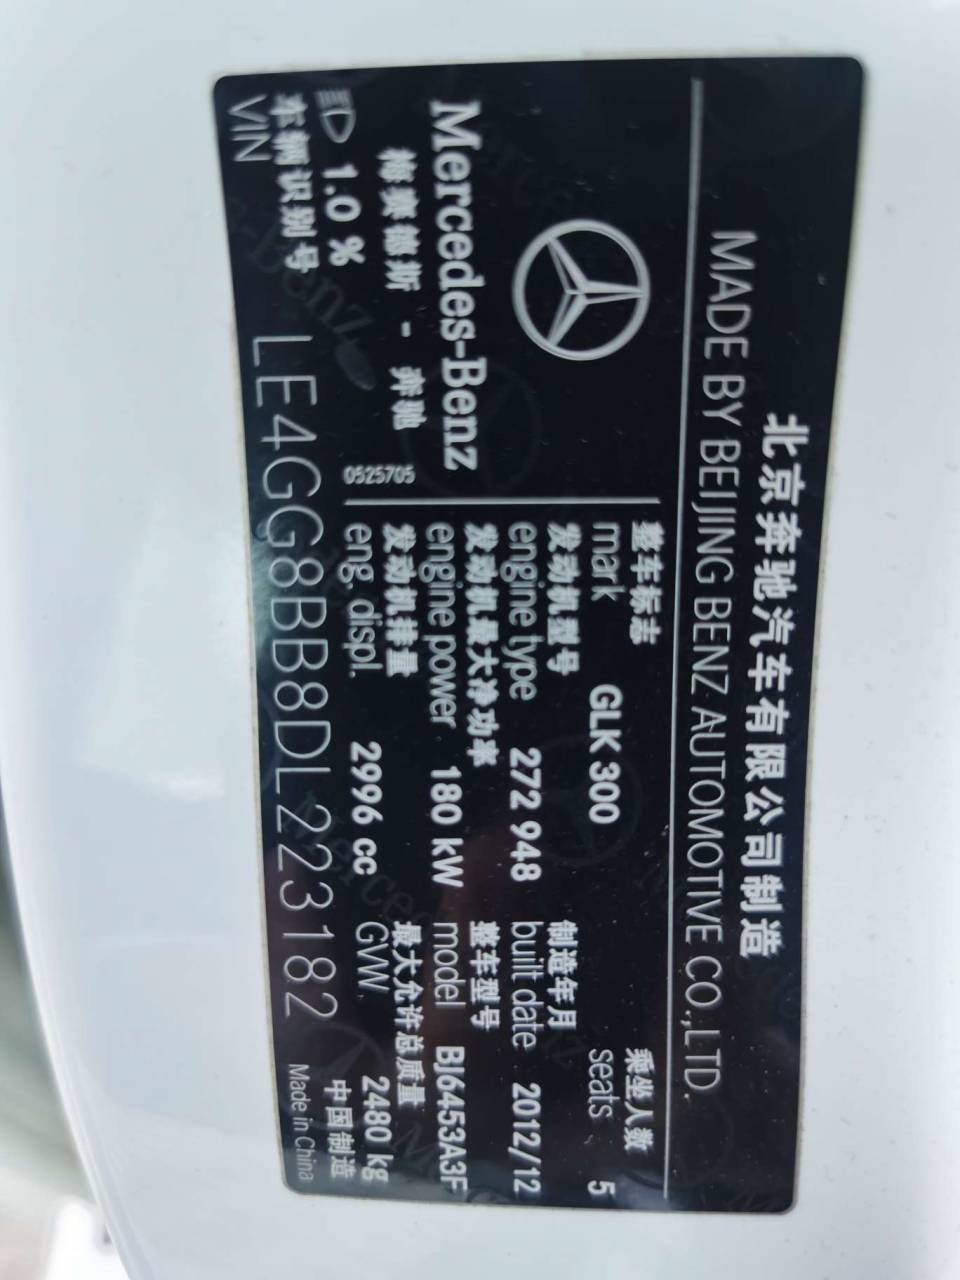 北京奔驰汽车有限公司制造
MADE BY BEIJING BENZ AUTOMOTIVE CO.,LTD.
整车标志
mark GLK 300
乘坐人数
seats 5
发动机型号
engine type 272 948
制造年月
built date 2012/12
发动机最大净功率
engine power 180 kW
整车型号
model BJ6453A3F
发动机排量
eng. displ. 2996 cc
最大允许总质量
GVW. 2480 kg
Mercedes-Benz
梅赛德斯 - 奔驰
0525705
1.0 %
中国制造
Made in China
车辆识别号
VIN LE4GG8BB8DL223182